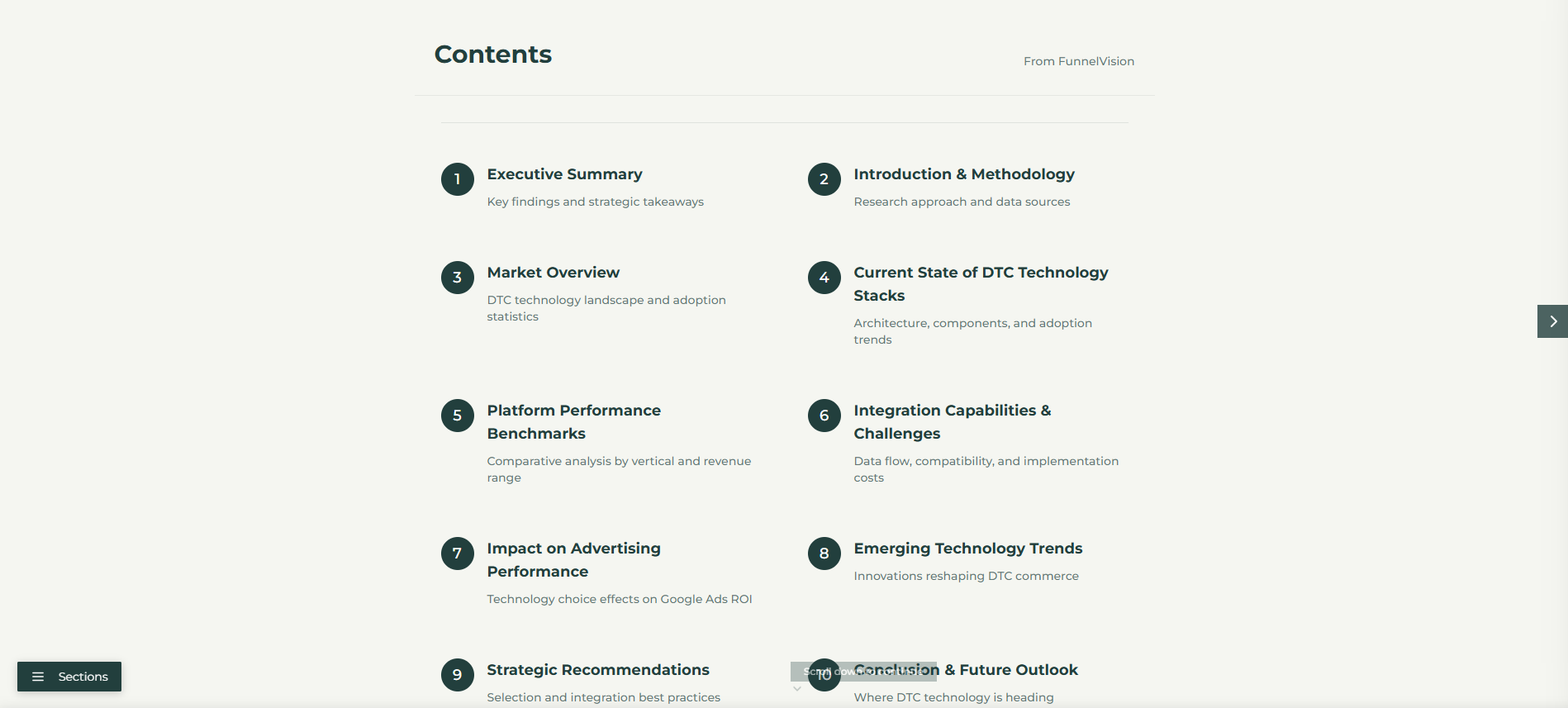 Contents
From FunnelVision
1
Executive Summary
Key findings and strategic takeaways
2
Introduction & Methodology
Research approach and data sources
3
Market Overview
DTC technology landscape and adoption
statistics
4
Current State of DTC Technology
Stacks
Architecture, components, and adoption
trends
5
Platform Performance
Benchmarks
Comparative analysis by vertical and revenue
range
6
Integration Capabilities &
Challenges
Data flow, compatibility, and implementation
costs
7
Impact on Advertising
Performance
Technology choice effects on Google Ads ROI
8
Emerging Technology Trends
Innovations reshaping DTC commerce
9
Strategic Recommendations
Selection and integration best practices
10
Conclusion & Future Outlook
Where DTC technology is heading
Scroll down
Sections